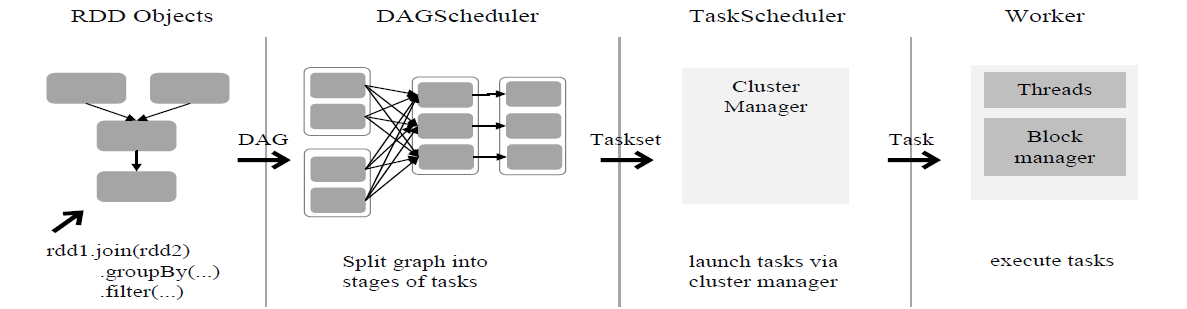 RDD Objects
DAGScheduler
TaskScheduler
Worker
Cluster
Manager
Threads
Block
manager
DAG
Taskset
Task
rdd1.join(rdd2)
.groupBy(...)
.filter(...)
Split graph into
stages of tasks
launch tasks via
cluster manager
execute tasks